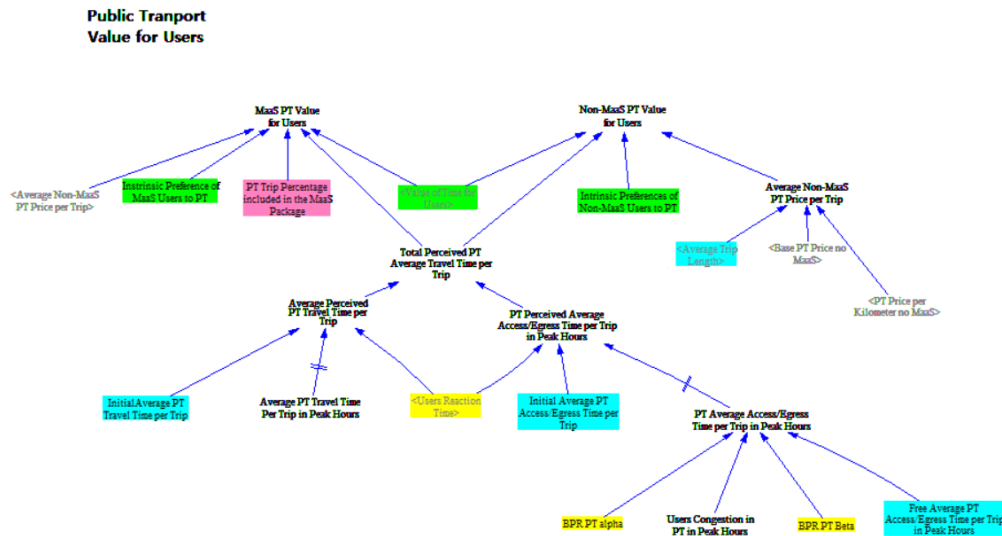 Public Tranport
Value for Users
MaaS PT Value
for Users
Non-MaaS PT Value
for Users
<Average Non-MaaS
PT Price per Trip>
Instrinsic Preference of
MaaS Users to PT
PT Trip Percentage
included in the MaaS
Package
<Value of Time for
Users>
Intrinsic Preferences of
Non-MaaS Users to PT
Average Non-MaaS
PT Price per Trip
Total Perceived PT
Average Travel Time per
Trip
<Average Trip
Length>
<Base PT Price no
MaaS>
<PT Price per
Kilometer no MaaS>
Average Perceived
PT Travel Time per
Trip
PT Perceived Average
Access/Egress Time per Trip
in Peak Hours
InitialAverage PT
Travel Time per Trip
Average PT Travel Time
Per Trip in Peak Hours
<Users Reaction
Time>
Initial Average PT
Access/Egress Time per
Trip
PT Average Access/Egress
Time per Trip in Peak Hours
BPR PT alpha
Users Congestion in
PT in Peak Hours
BPR PT Beta
Free Average PT
Access/Egress Time per Trip
in Peak Hours